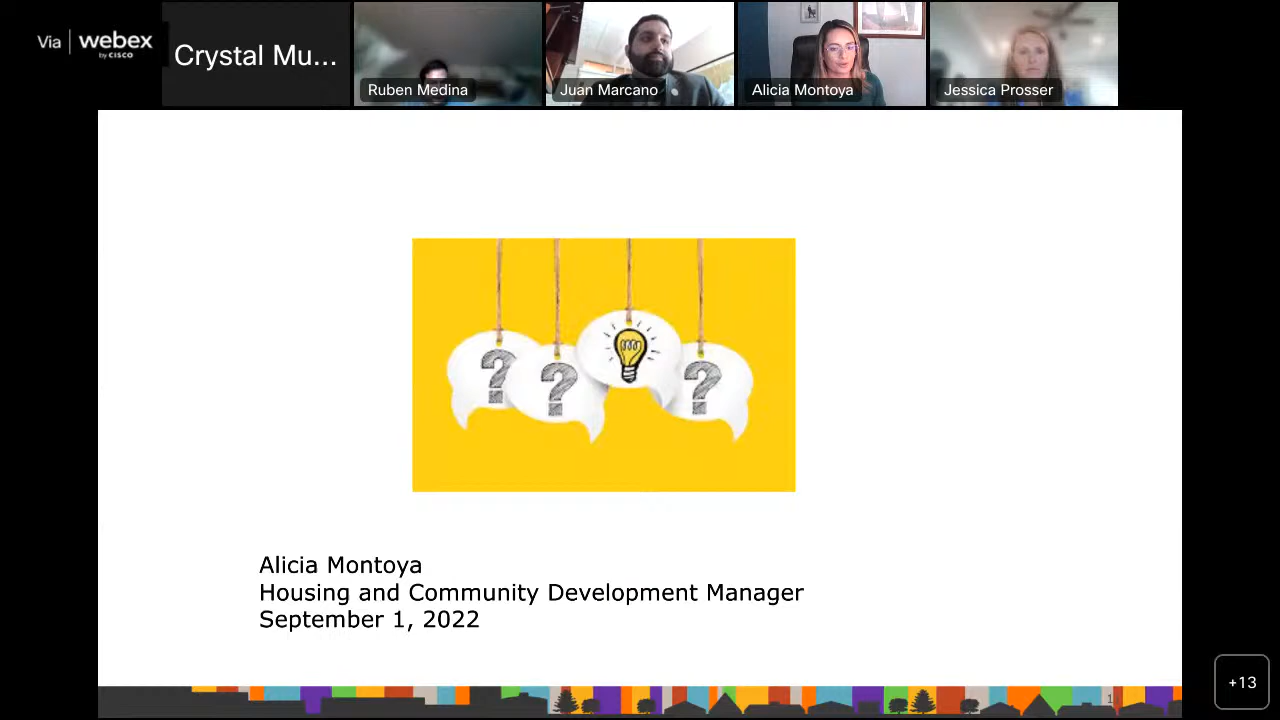 Via webex
by CISCO
Crystal Mu...
Ruben Medina
Juan Marcano
Alicia Montoya
Jessica Prosser
? ? ?
Alicia Montoya
Housing and Community Development Manager
September 1, 2022
1
+13